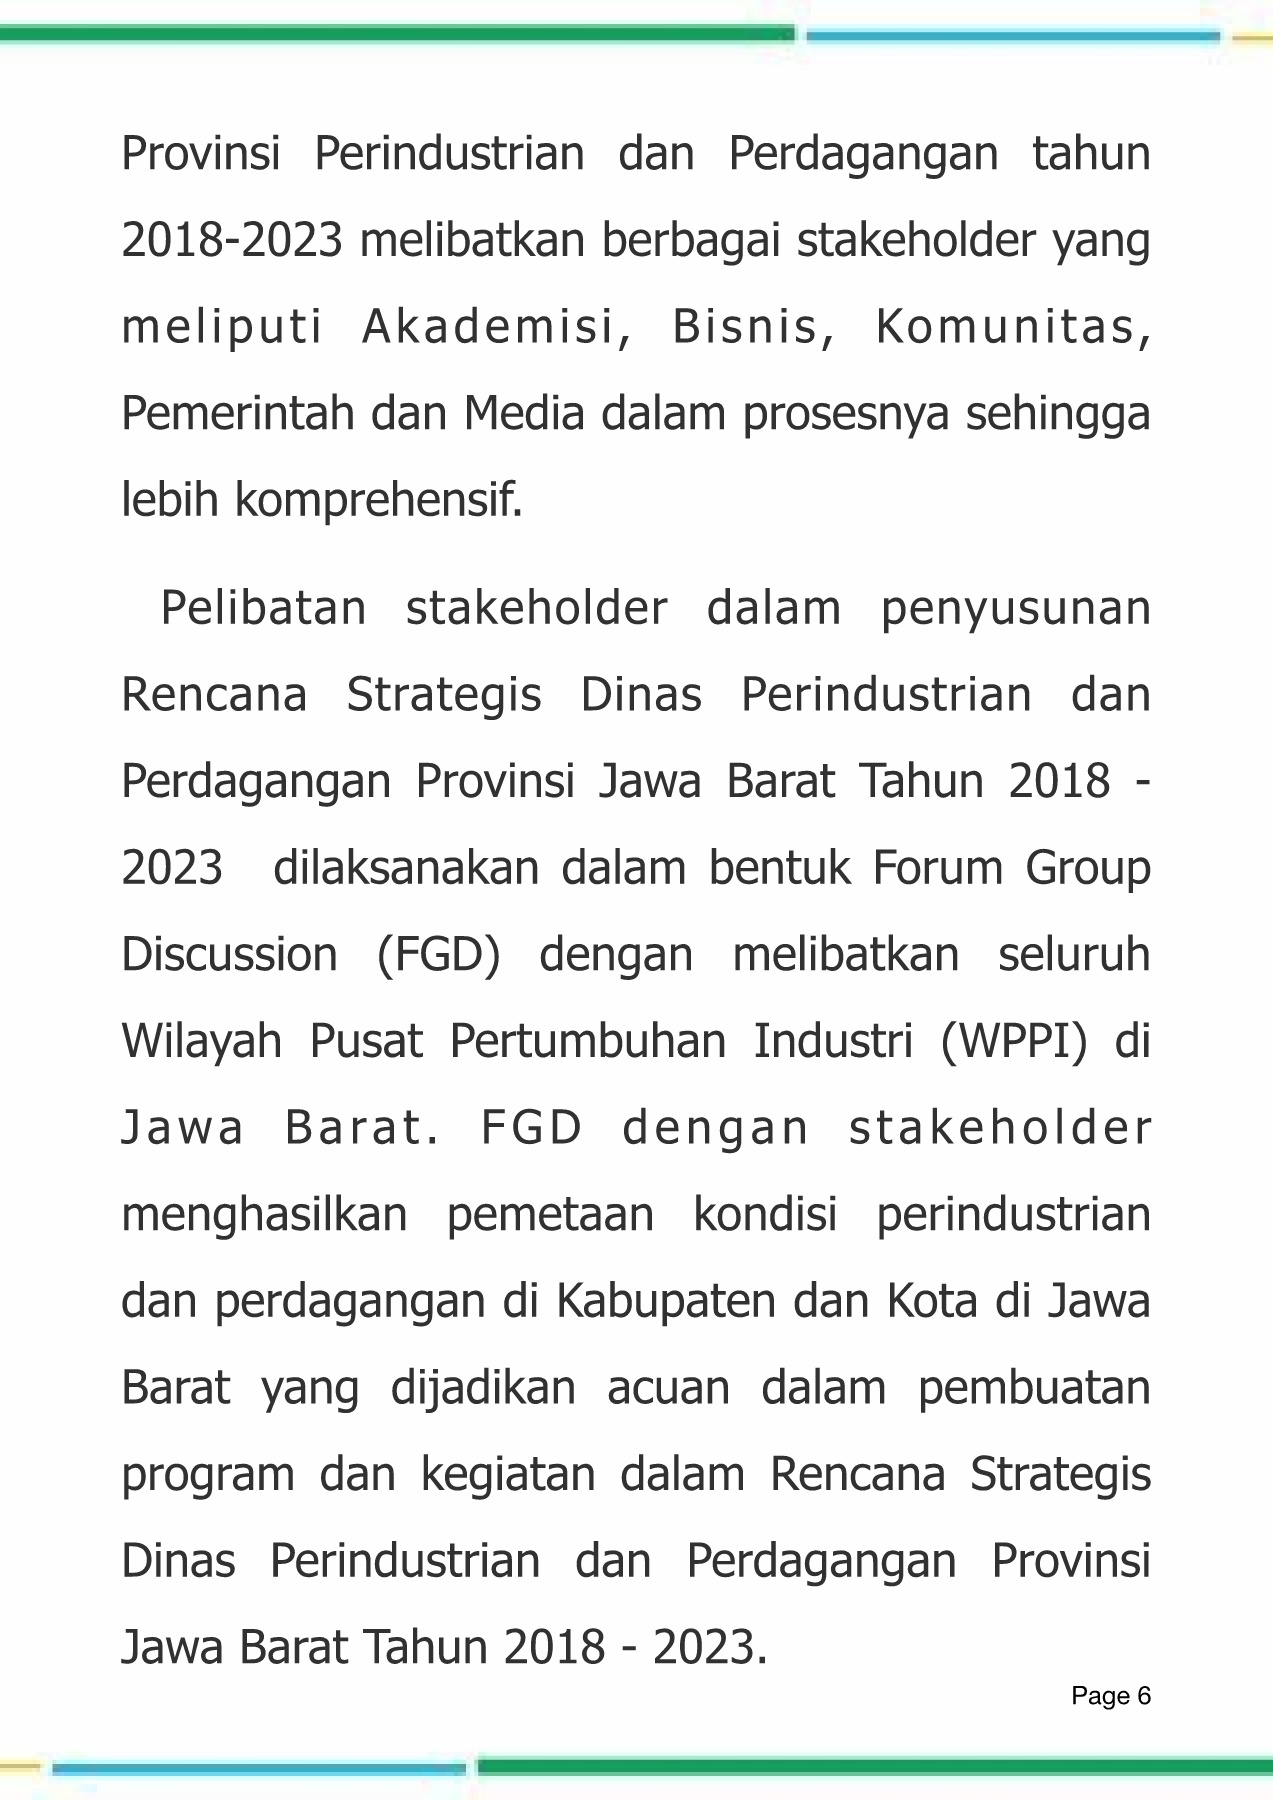 Provinsi Perindustrian dan Perdagangan tahun
2018-2023 melibatkan berbagai stakeholder yang
meliputi Akademisi, Bisnis, Komunitas,
Pemerintah dan Media dalam prosesnya sehingga
lebih komprehensif.
Pelibatan stakeholder dalam penyusunan
Rencana Strategis Dinas Perindustrian dan
Perdagangan Provinsi Jawa Barat Tahun 2018 -
2023 dilaksanakan dalam bentuk Forum Group
Discussion (FGD) dengan melibatkan seluruh
Wilayah Pusat Pertumbuhan Industri (WPPI) di
Jawa Barat. FGD dengan stakeholder
menghasilkan pemetaan kondisi perindustrian
dan perdagangan di Kabupaten dan Kota di Jawa
Barat yang dijadikan acuan dalam pembuatan
program dan kegiatan dalam Rencana Strategis
Dinas Perindustrian dan Perdagangan Provinsi
Jawa Barat Tahun 2018 - 2023.
Page 6